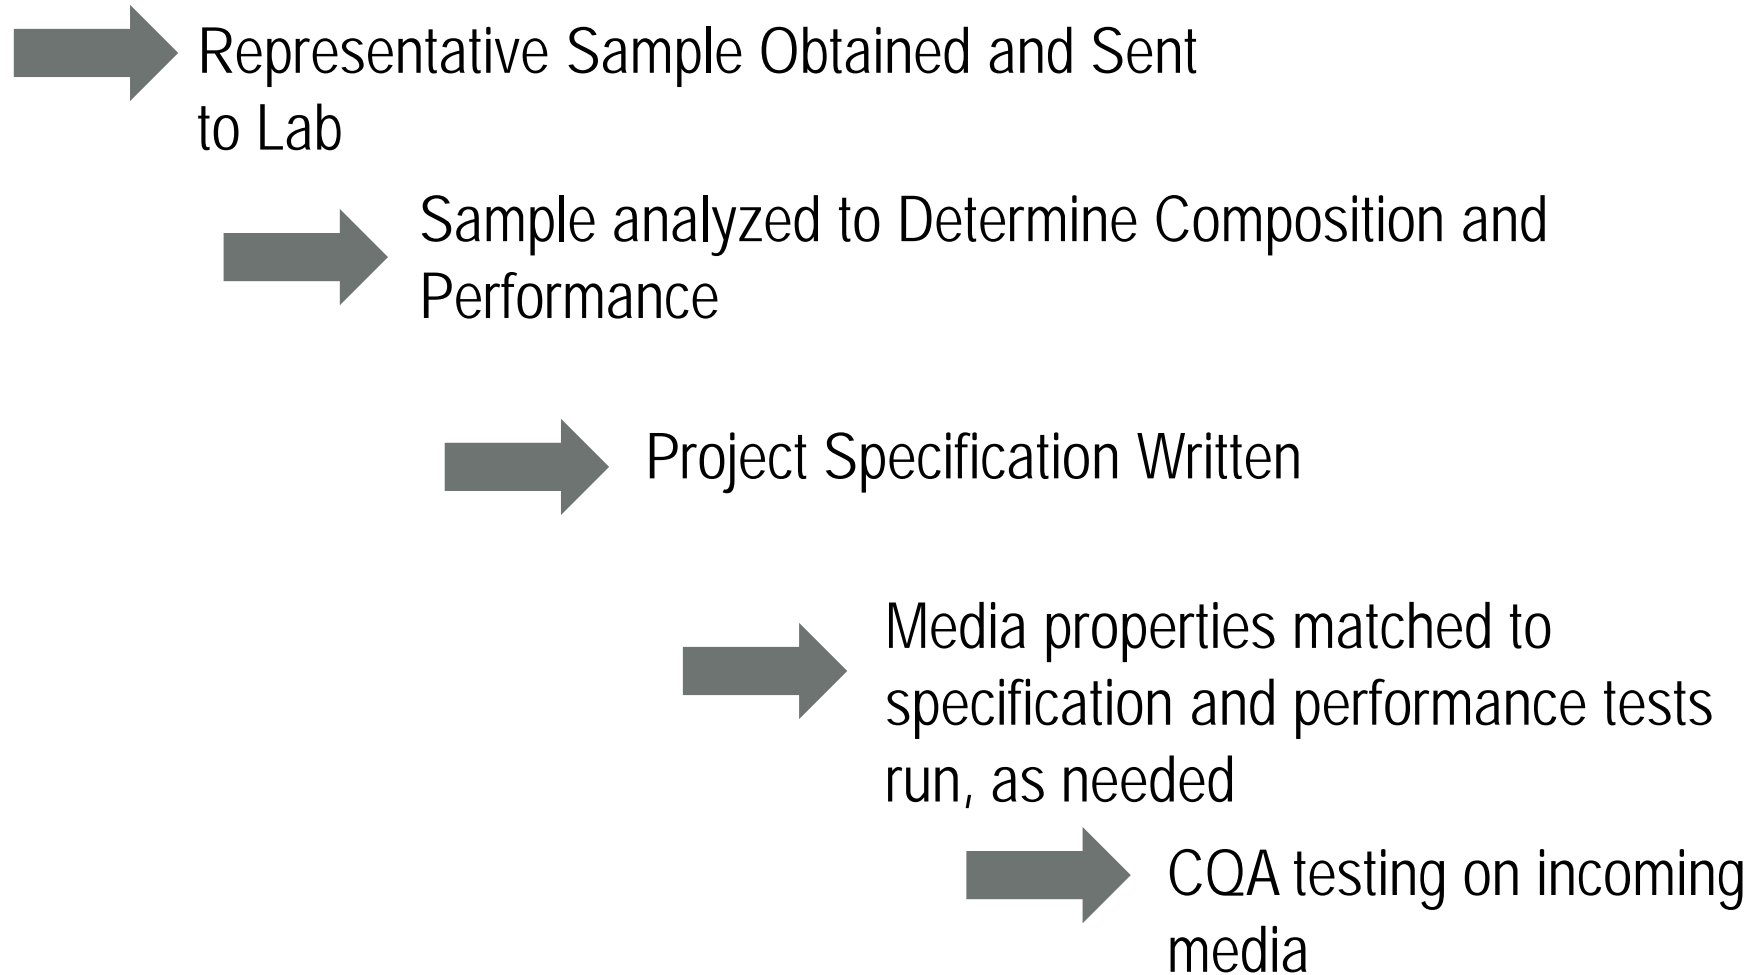 Representative Sample Obtained and Sent
to Lab
Sample analyzed to Determine Composition and
Performance
Project Specification Written
Media properties matched to
specification and performance tests
run, as needed
CQA testing on incoming
media